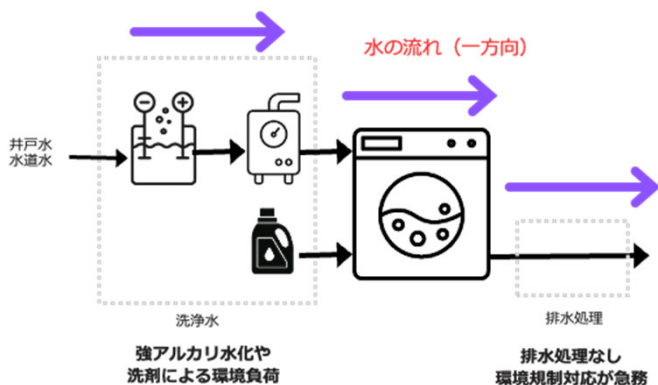 水の流れ（一方向）
井戸水
水道水
洗浄水
強アルカリ水化や
洗剤による環境負荷
排水処理
排水処理なし
環境規制対応が急務